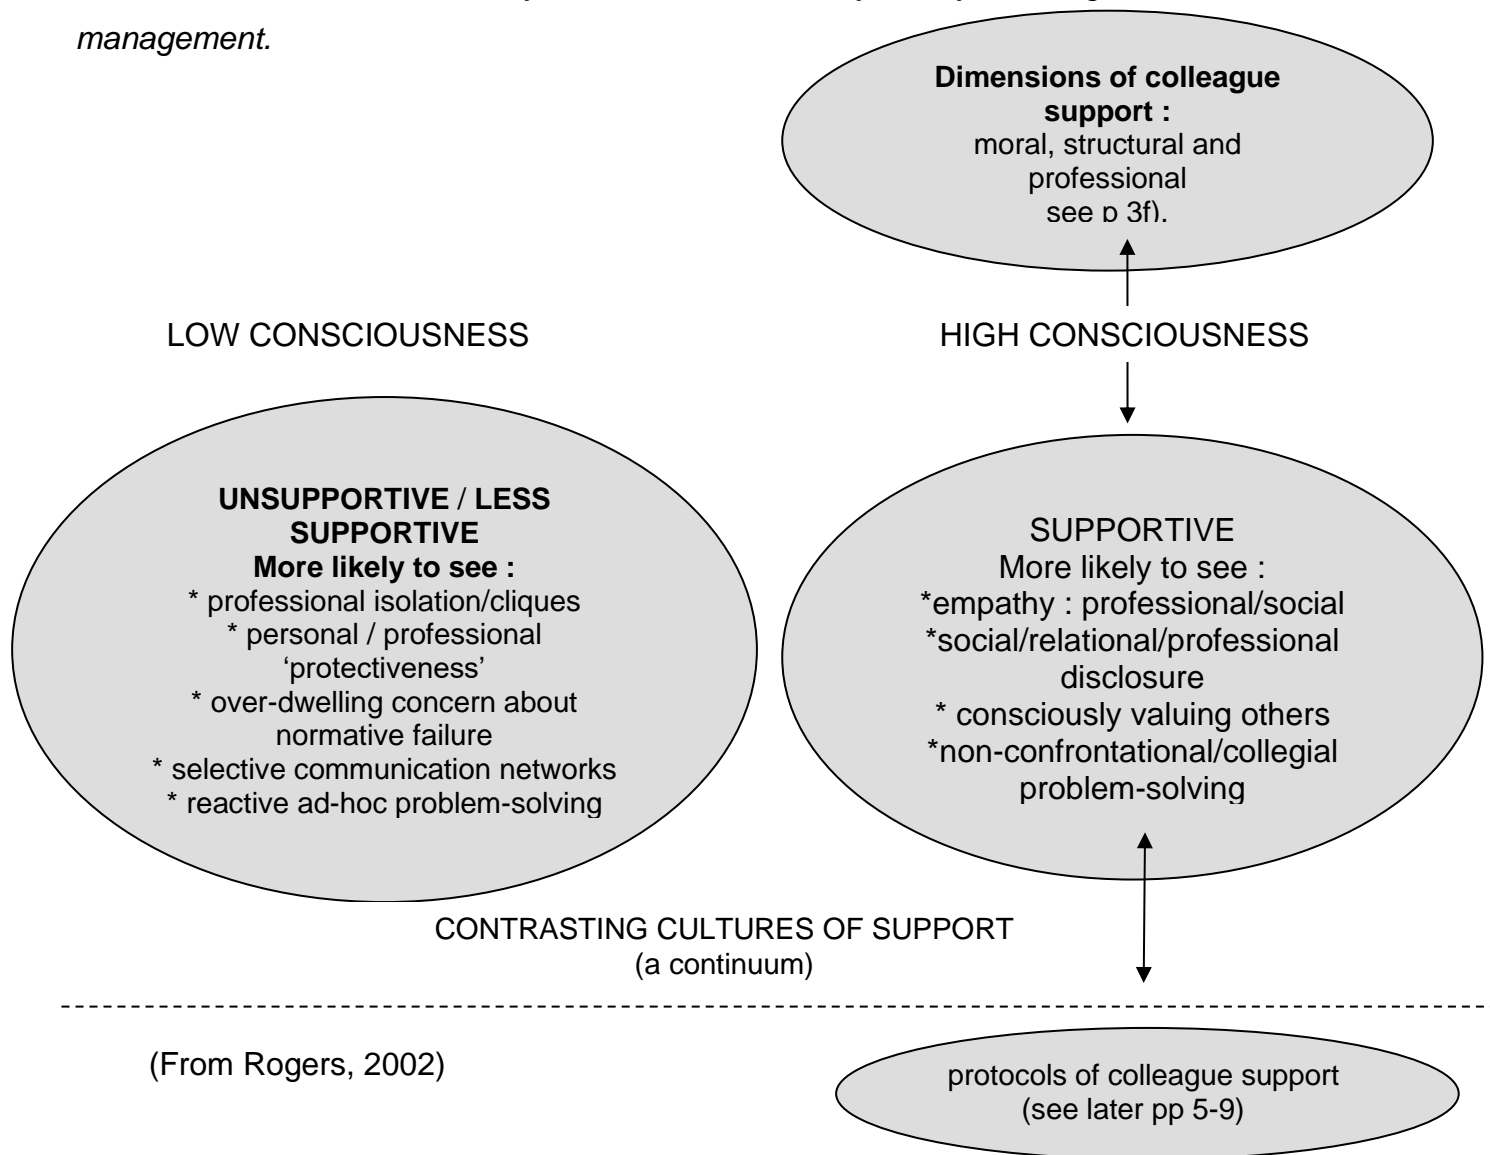 management.
Dimensions of colleague
support :
moral, structural and
professional
see p 3f).
LOW CONSCIOUSNESS
HIGH CONSCIOUSNESS
UNSUPPORTIVE / LESS
SUPPORTIVE
More likely to see :
* professional isolation/cliques
* personal / professional
‘protectiveness’
* over-dwelling concern about
normative failure
* selective communication networks
* reactive ad-hoc problem-solving
SUPPORTIVE
More likely to see :
*empathy : professional/social
*social/relational/professional
disclosure
* consciously valuing others
*non-confrontational/collegial
problem-solving
CONTRASTING CULTURES OF SUPPORT
(a continuum)
(From Rogers, 2002)
protocols of colleague support
(see later pp 5-9)